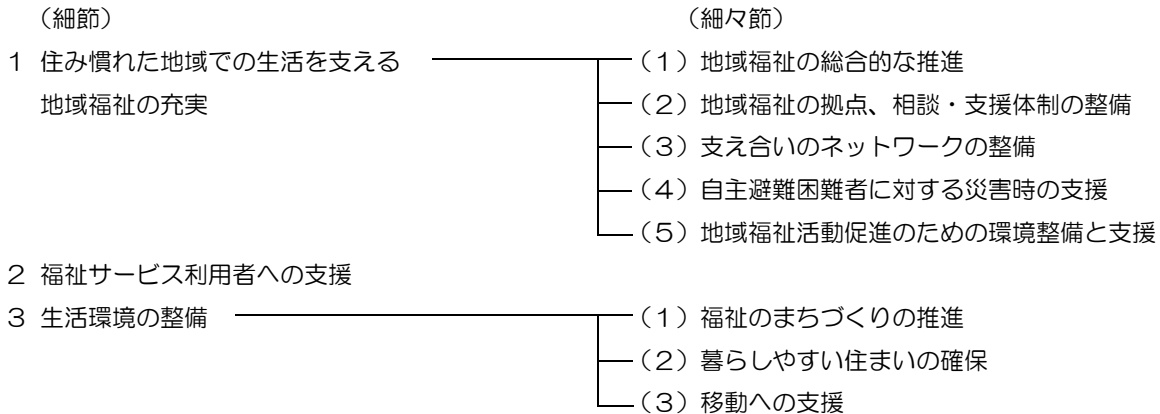 （細節） （細々節）
１ 住み慣れた地域での生活を支える （１）地域福祉の総合的な推進
地域福祉の充実 （２）地域福祉の拠点、相談・支援体制の整備
（３）支え合いのネットワークの整備
（４）自主避難困難者に対する災害時の支援
（５）地域福祉活動促進のための環境整備と支援
２ 福祉サービス利用者への支援
３ 生活環境の整備 （１）福祉のまちづくりの推進
（２）暮らしやすい住まいの確保
（３）移動への支援